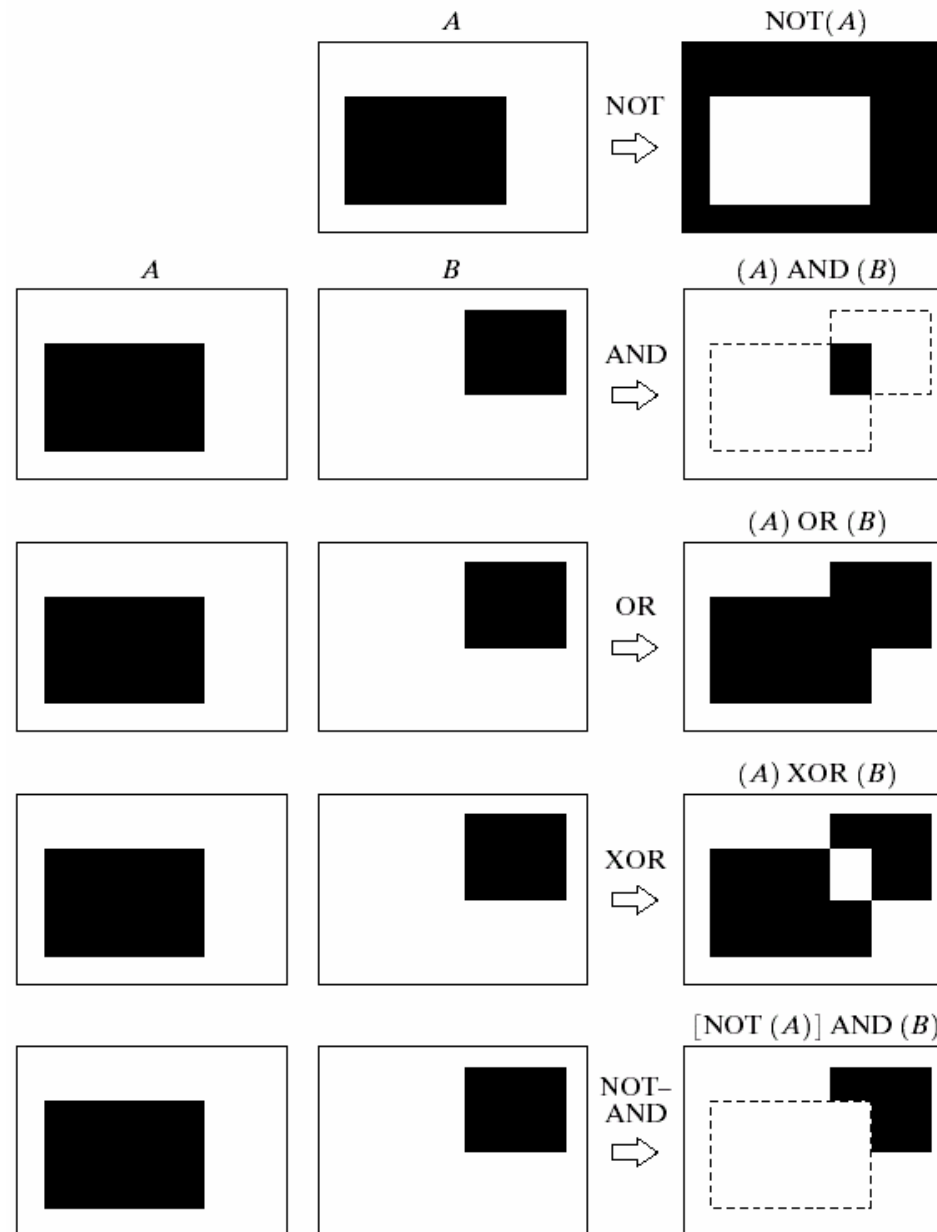 A
NOT(A)
NOT
A
B
(A) AND (B)
AND
(A) OR (B)
OR
(A) XOR (B)
XOR
[NOT (A)] AND (B)
NOT–
AND